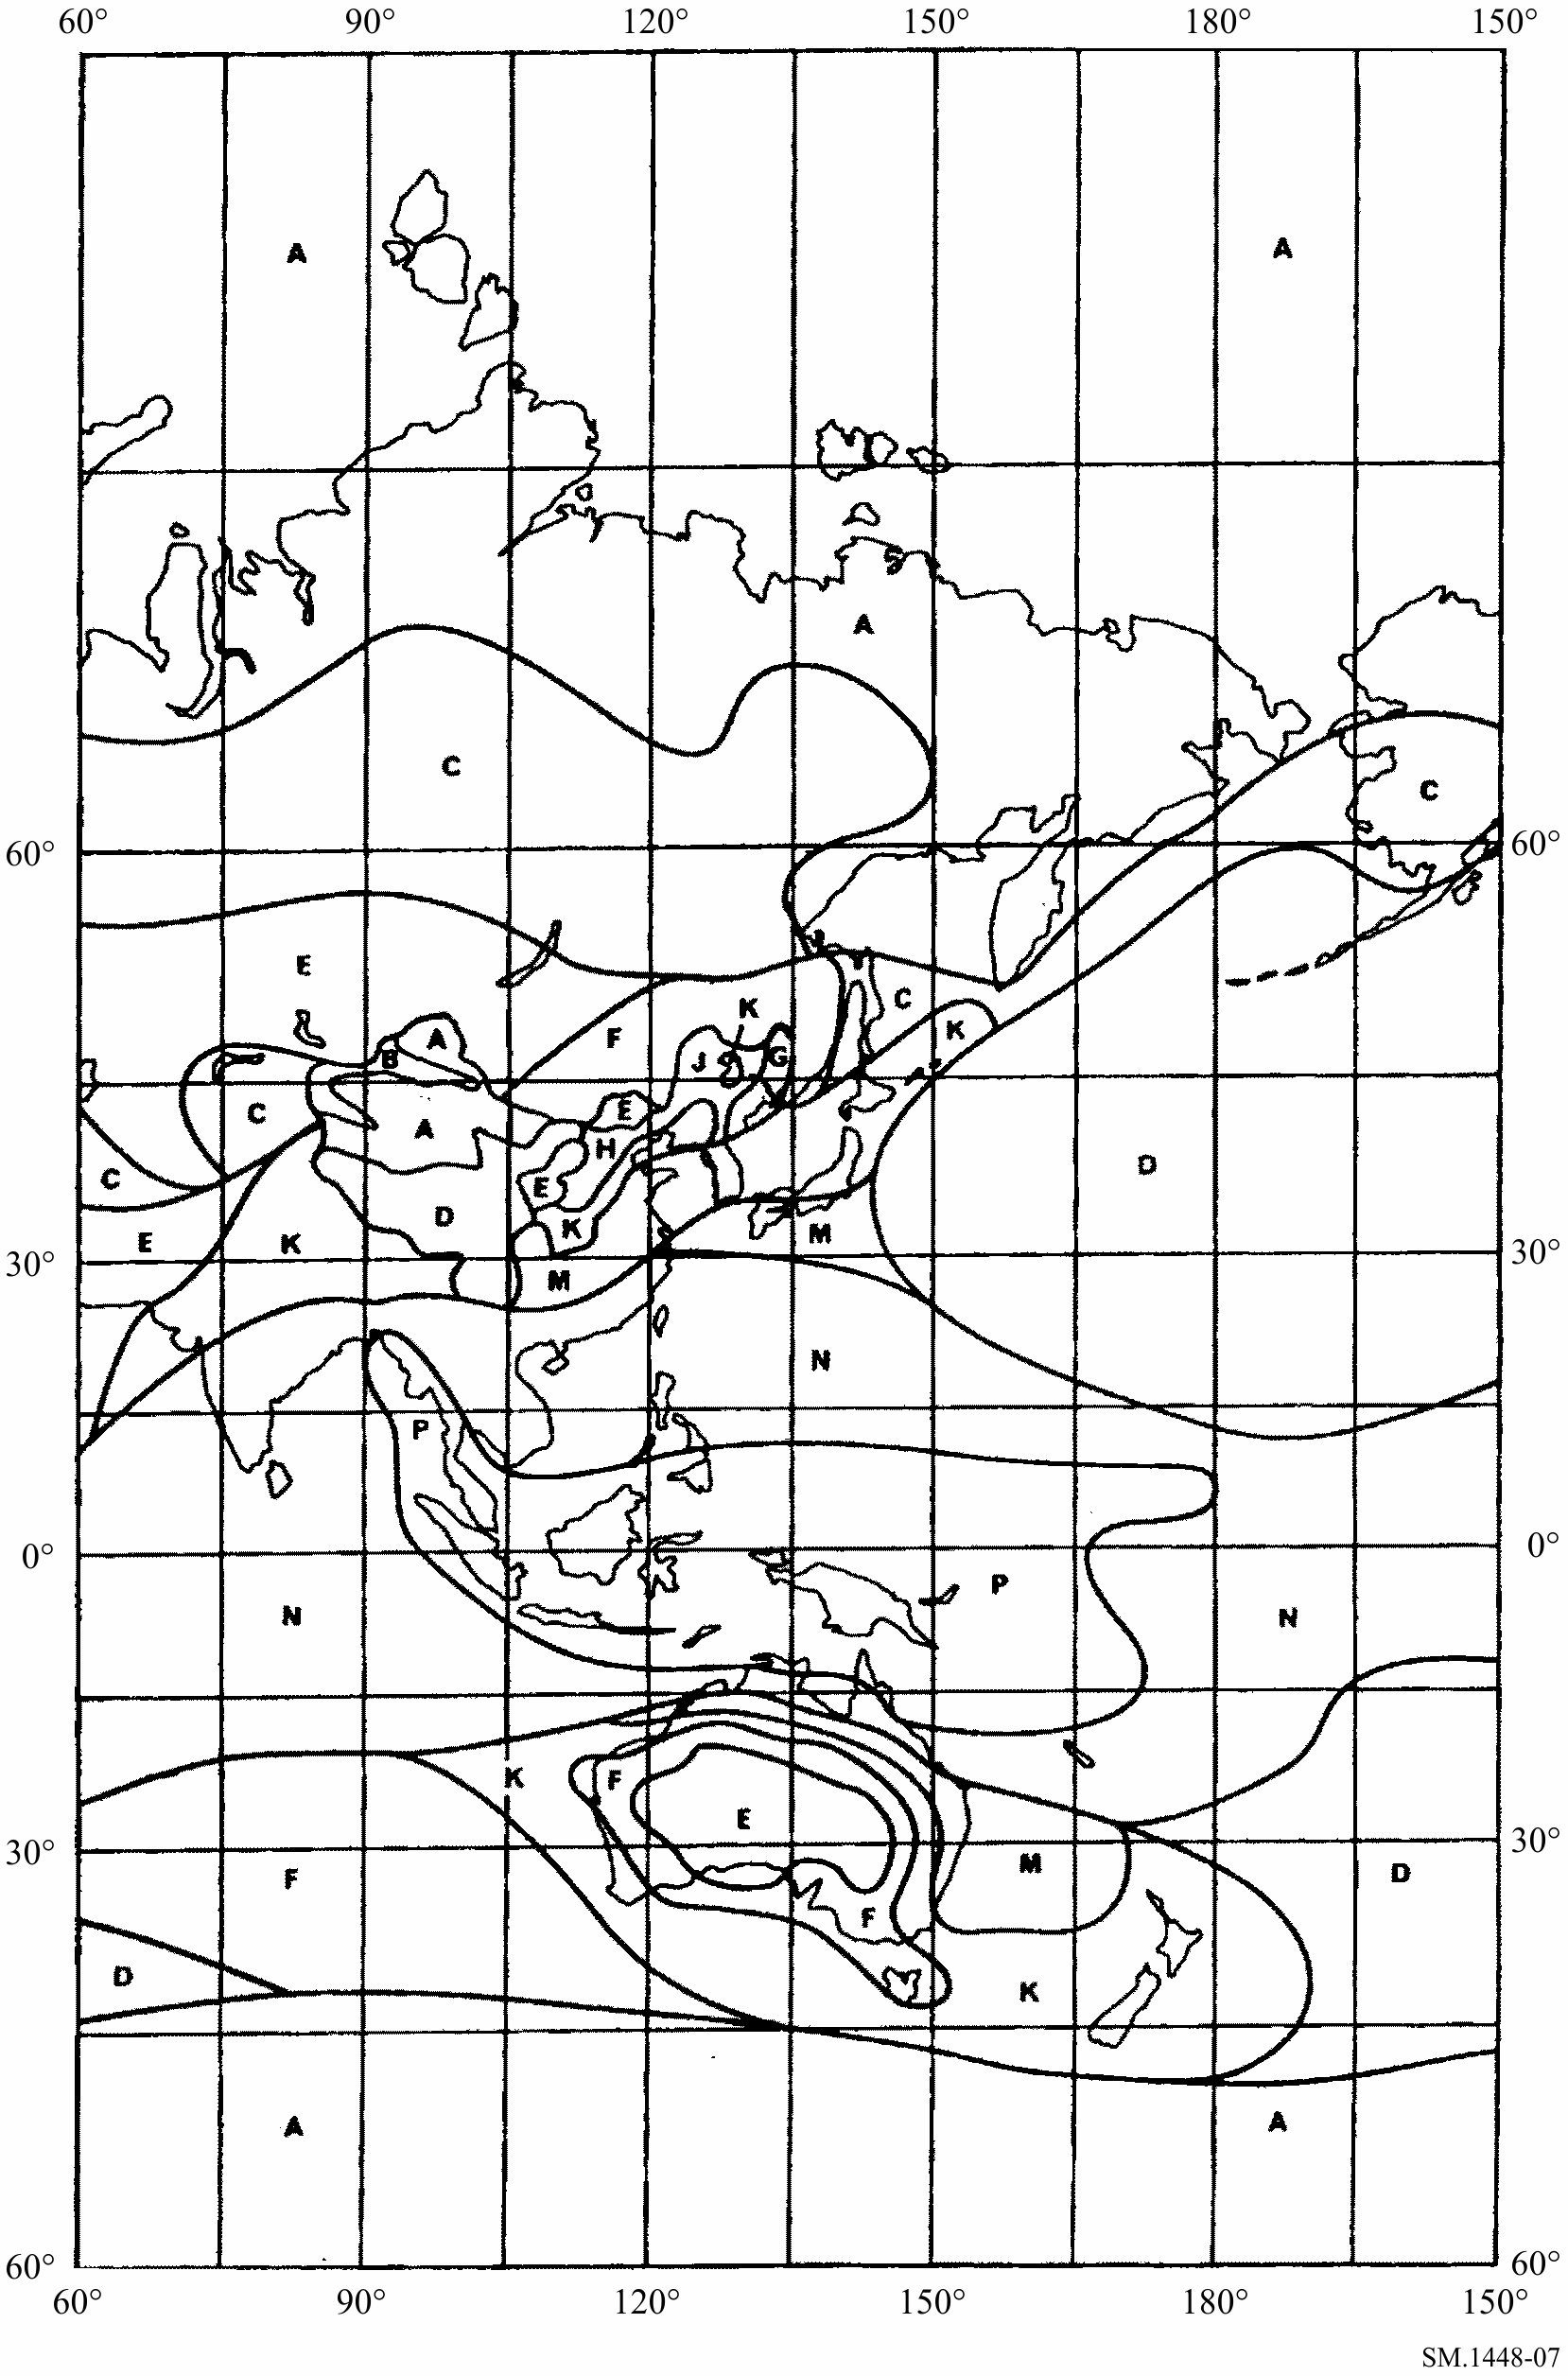 60° 90° 120° 150° 180° 150°
A A
A
C
C
60° 60°
E
K
C
A F K
B J G
C E
A
H
C E D
D K
E K M
30° 30°
M
N
P
0° 0°
P
N N
K F
E
30° 30°
M
F D
F
D K
A A
60° 60°
60° 90° 120° 150° 180° 150°
SM.1448-07